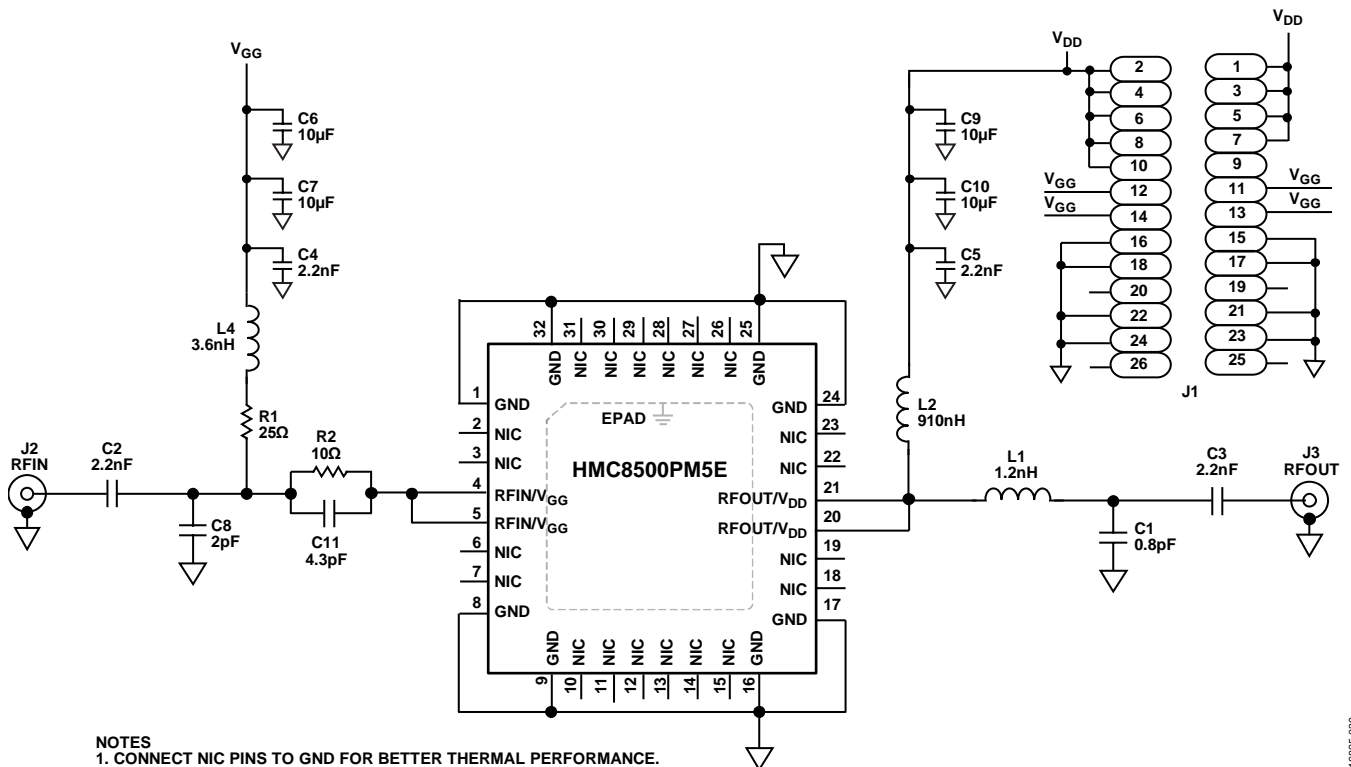 VGG
C6
10µF
C7
10µF
C4
2.2nF
L4
3.6nH
R1
25Ω
J2
RFIN
C2
2.2nF
C8
2pF
R2
10Ω
C11
4.3pF
32
31
30
29
28
27
26
25
GND
NIC
NIC
NIC
NIC
NIC
NIC
GND
1
GND
2
NIC
3
NIC
4
RFIN/VGG
5
RFIN/VGG
6
NIC
7
NIC
8
GND
EPAD
HMC8500PM5E
24
GND
23
NIC
22
NIC
21
RFOUT/VDD
20
RFOUT/VDD
19
NIC
18
NIC
17
GND
GND
NIC
NIC
NIC
NIC
NIC
NIC
GND
9
10
11
12
13
14
15
16
VDD
C9
10µF
C10
10µF
C5
2.2nF
L2
910nH
L1
1.2nH
C1
0.8pF
C3
2.2nF
J3
RFOUT
VDD
2
4
6
8
10
VGG
12
VGG
14
16
18
20
22
24
26
1
3
5
7
9
11
VGG
13
VGG
15
17
19
21
23
25
J1
NOTES
1. CONNECT NIC PINS TO GND FOR BETTER THERMAL PERFORMANCE.